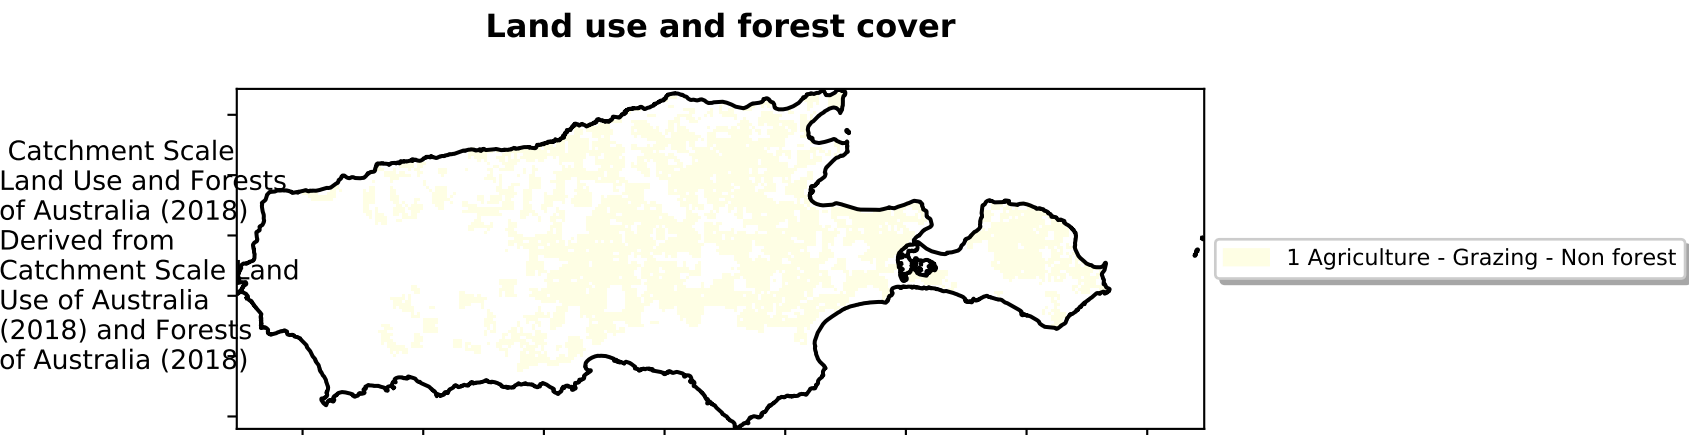 Land use and forest cover
Catchment Scale
Land Use and Forests
of Australia (2018)
Derived from
Catchment Scale Land
Use of Australia
(2018) and Forests
of Australia (2018)
1 Agriculture - Grazing - Non forest